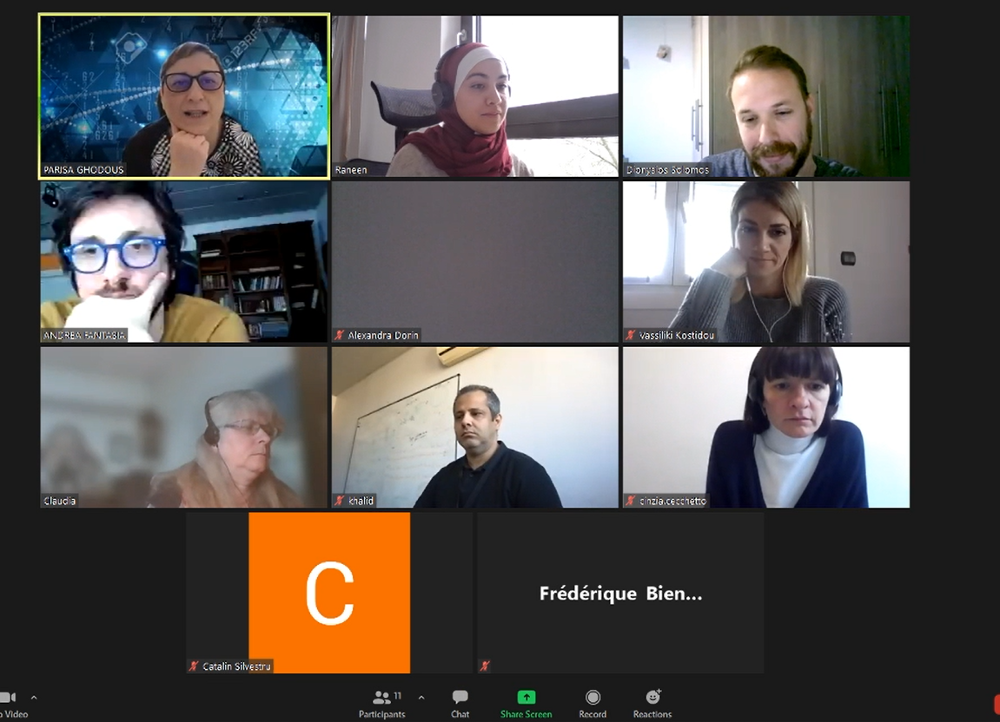 123RF
PARISA GHODOUS
Raneen
Dionysios Solomos
ANDREA FANTASIA
Alexandra Dorin
Vassiliki Kostidou
Claudia
khalid
cinzia.cecchetto
C
Frédérique Bien...
Catalin Silvestru
Video
11
Participants
Chat
Share Screen
Record
Reactions